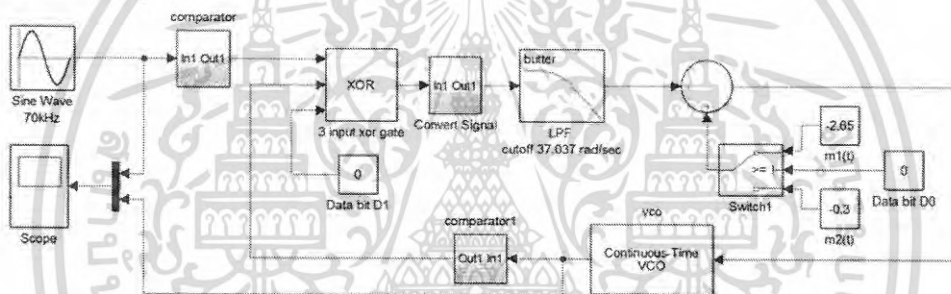 comparator
In1 Out1
Sine Wave
70kHz
XOR
3 input xor gate
In1 Out1
Convert Signal
butter
LPF
cutoff 37.037 rad/sec
-2.65
m1(t)
>= 1
Switch1
0
Data bit D0
-0.3
m2(t)
0
Data bit D1
Scope
comparator1
Out1 In1
vco
Continuous-Time
VCO